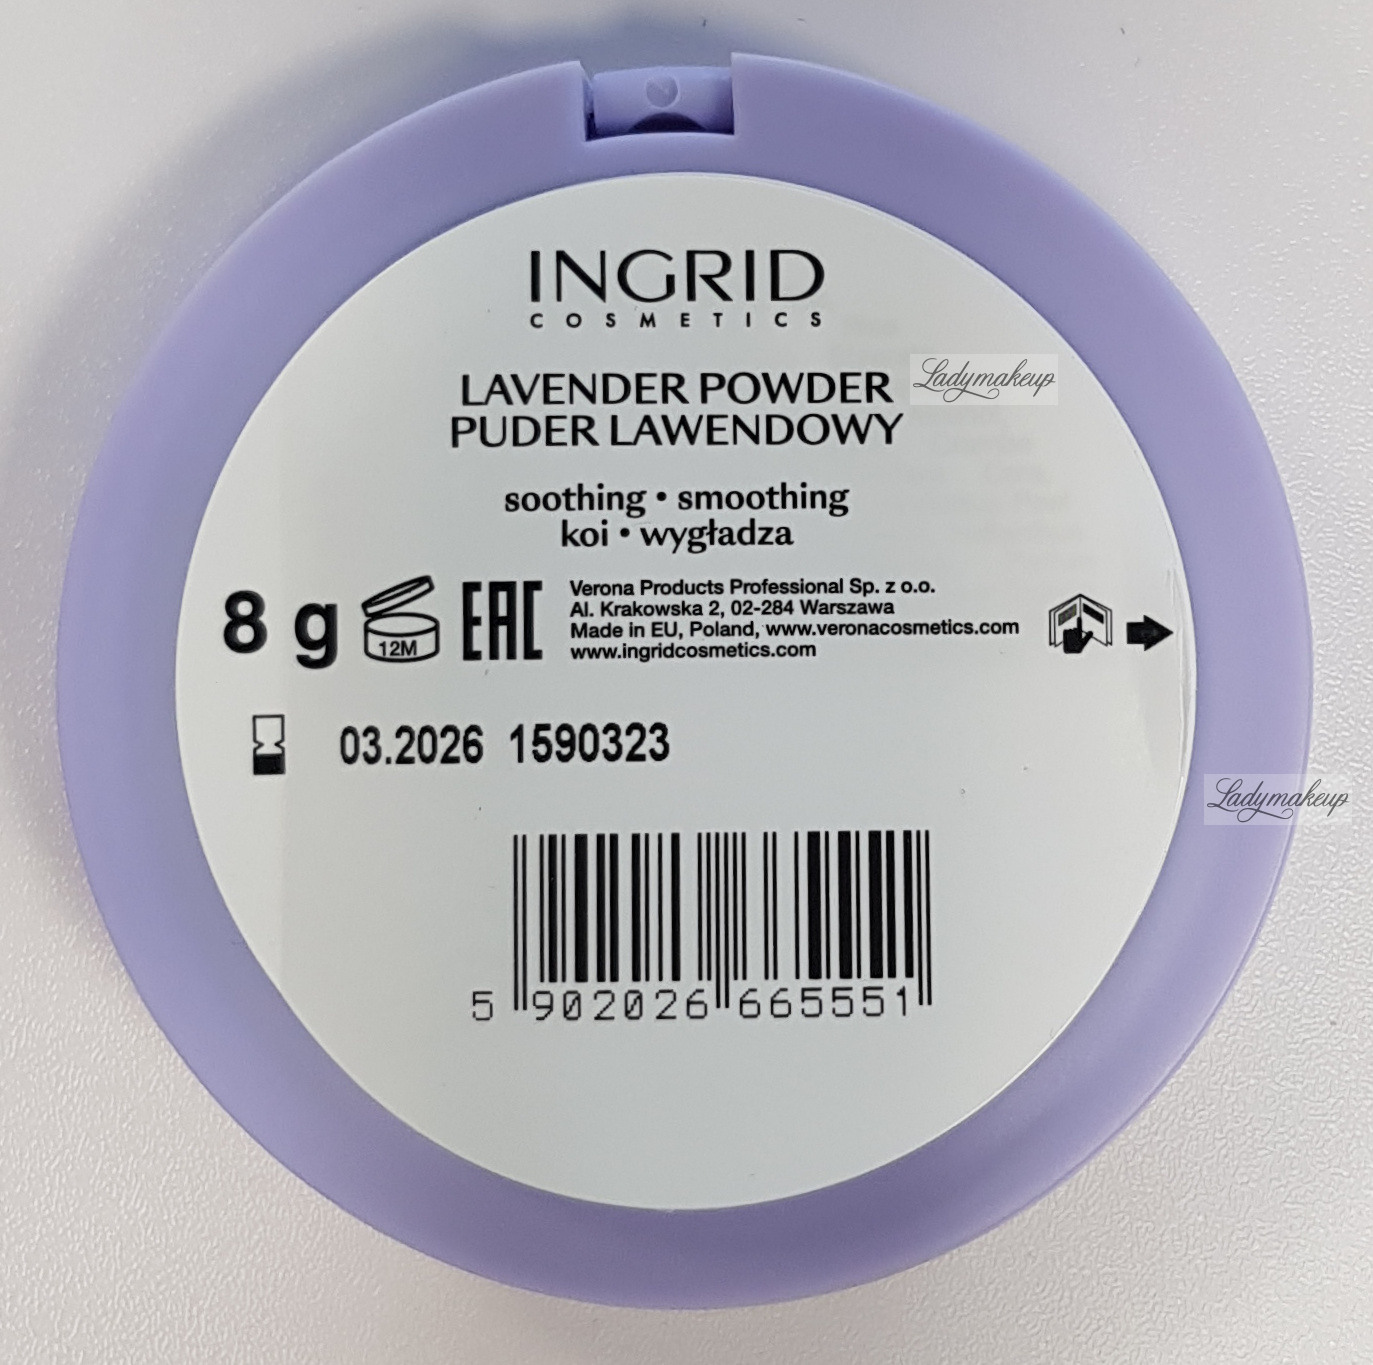 INGRID
COSMETICS
LAVENDER POWDER
Ladymakeup
PUDER LAWENDOWY
soothing • smoothing
koi • wygładza
8 g
12M
EAC
Verona Products Professional Sp. z o.o.
Al. Krakowska 2, 02-284 Warszawa
Made in EU, Poland, www.veronacosmetics.com
www.ingridcosmetics.com
03.2026 1590323
Ladymakeup
5 902026 665551